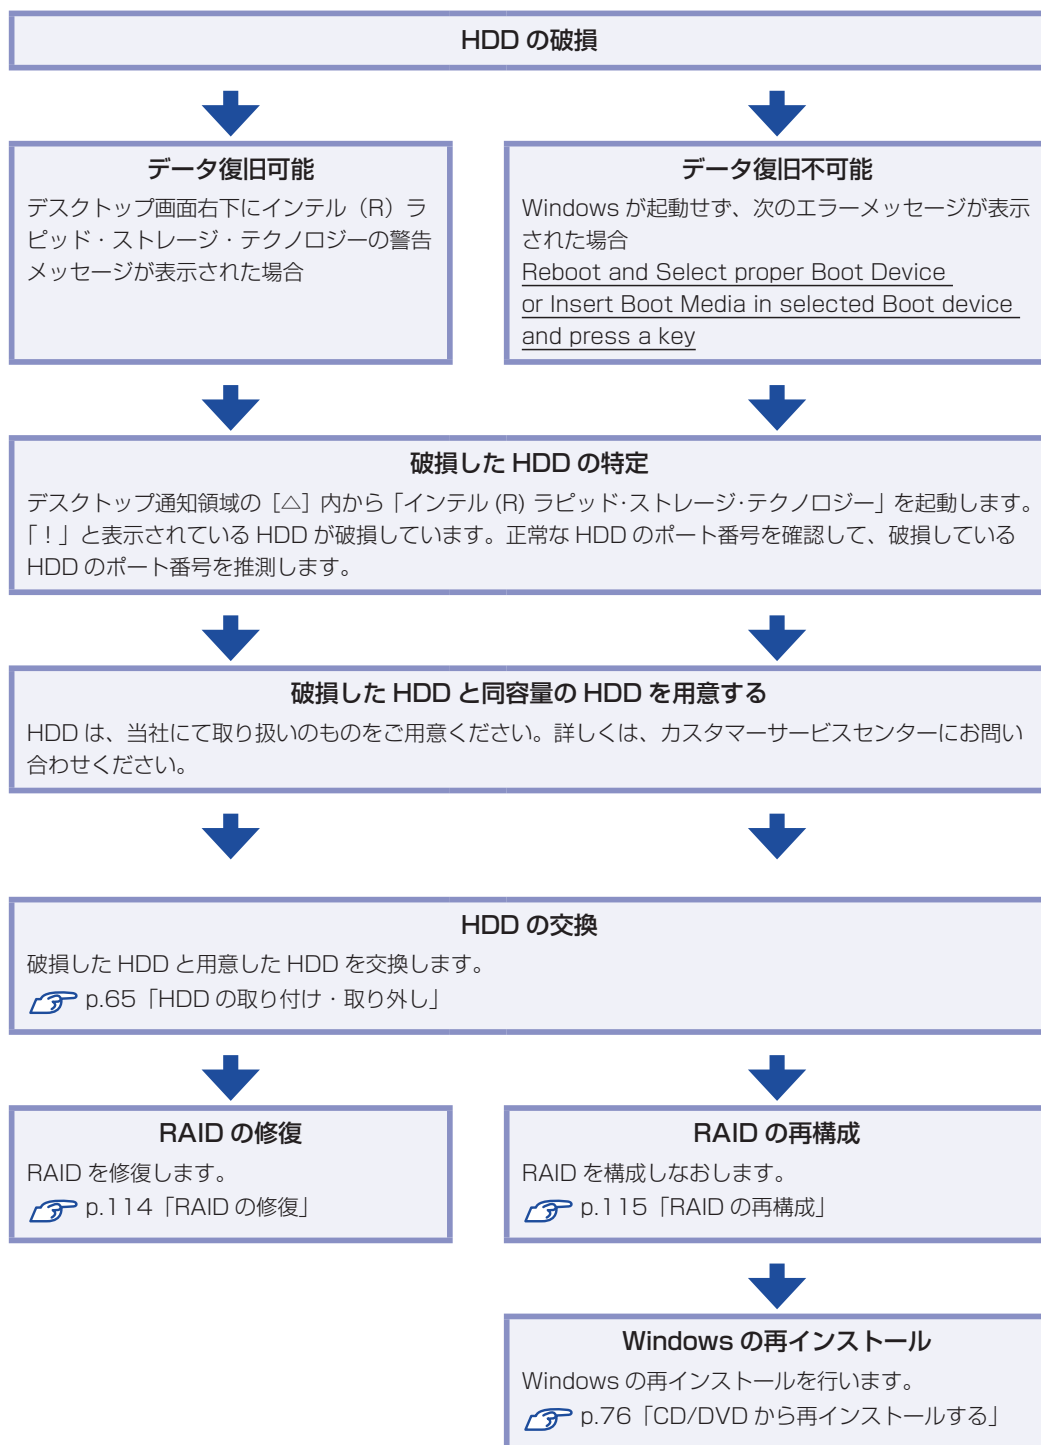 HDD の破損
データ復旧可能
デスクトップ画面右下にインテル（R）ラ
ピッド・ストレージ・テクノロジーの警告
メッセージが表示された場合
データ復旧不可能
Windows が起動せず、次のエラーメッセージが表示
された場合
Reboot and Select proper Boot Device
or Insert Boot Media in selected Boot device
and press a key
破損した HDD の特定
デスクトップ通知領域の［△］内から「インテル (R) ラピッド・ストレージ・テクノロジー」を起動します。
「！」と表示されている HDD が破損しています。正常な HDD のポート番号を確認して、破損している
HDD のポート番号を推測します。
破損した HDD と同容量の HDD を用意する
HDD は、当社にて取り扱いのものをご用意ください。詳しくは、カスタマーサービスセンターにお問い
合わせください。
HDD の交換
破損した HDD と用意した HDD を交換します。
p.65「HDD の取り付け・取り外し」
RAID の修復
RAID を修復します。
p.114「RAID の修復」
RAID の再構成
RAID を構成しなおします。
p.115「RAID の再構成」
Windows の再インストール
Windows の再インストールを行います。
p.76「CD/DVD から再インストールする」